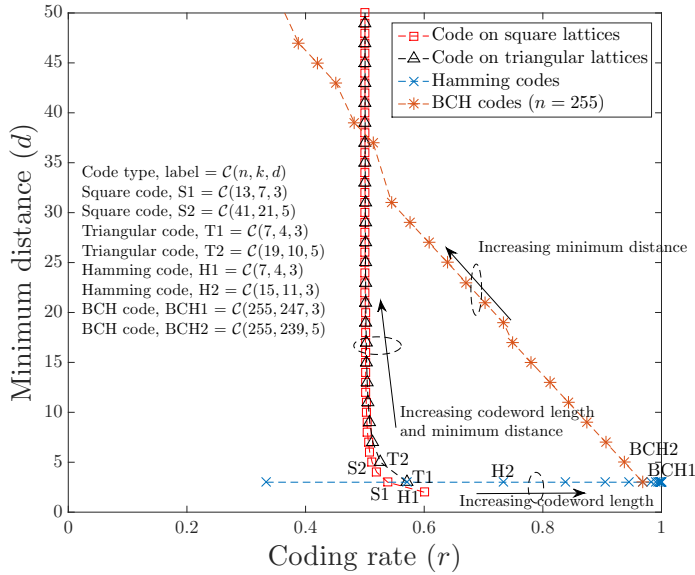 50
45
40
35
30
25
20
15
10
5
0
Minimum distance (d)
Code on square lattices
Code on triangular lattices
Hamming codes
BCH codes (n = 255)
Code type, label = C(n, k, d)
Square code, S1 = C(13, 7, 3)
Square code, S2 = C(41, 21, 5)
Triangular code, T1 = C(7, 4, 3)
Triangular code, T2 = C(19, 10, 5)
Hamming code, H1 = C(7, 4, 3)
Hamming code, H2 = C(15, 11, 3)
BCH code, BCH1 = C(255, 247, 3)
BCH code, BCH2 = C(255, 239, 5)
Increasing minimum distance
Increasing codeword length
and minimum distance
BCH2
S2
T2
H2
BCH1
T1
S1
H1
Increasing codeword length
0
0.2
0.4
0.6
0.8
1
Coding rate (r)